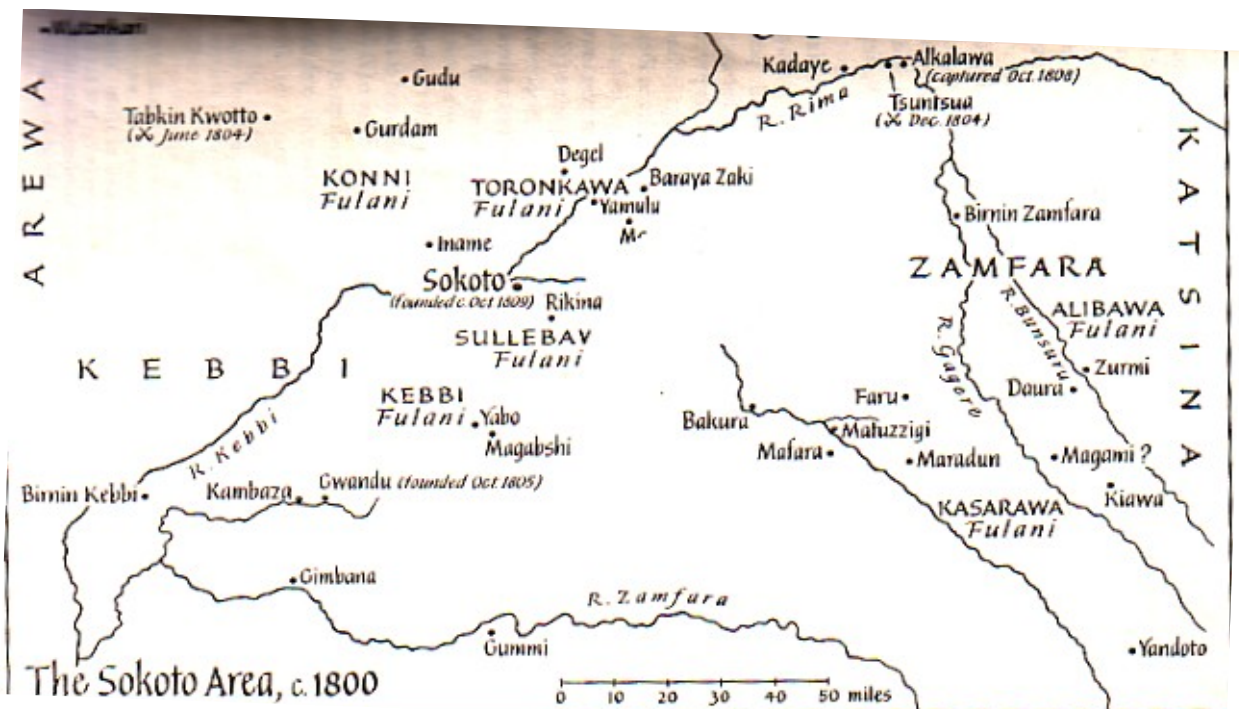 Gudu
Kadaye
Alkalawa
(captured Oct. 1808)
R. Rima
Tsuntsua
(⚔ Dec. 1804)
Tabkin Kwotto
(⚔ June 1804)
Gurdam
AREWA
KATSINA
Degel
KONNI
Fulani
TORONKAWA
Fulani
Baraya Zaki
Yamulu
Birnin Zamfara
Iname
ZAMFARA
Sokoto
(founded c. Oct 1809)
Rikina
R. Bunsuru
ALIBAWA
Fulani
SULLEBAV
Fulani
R. Gagere
KEBBI
Zurmi
Daura
KEBBI
Fulani
Yabo
Magabshi
Faru
Bakura
Matuzzigi
Mafara
Maradun
Magami ?
R. Kebbi
Birnin Kebbi
Kambaza
Gwandu (founded Oct. 1805)
Kiawa
KASARAWA
Fulani
Gimbana
R. Zamfara
Gummi
Yandoto
The Sokoto Area, c. 1800
0 10 20 30 40 50 miles